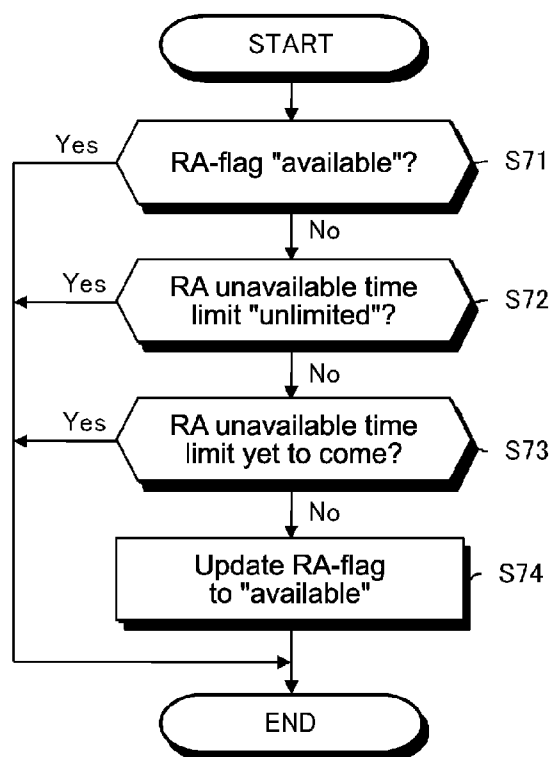 START
Yes
RA-flag "available"?
S71
No
Yes
RA unavailable time
limit "unlimited"?
S72
No
Yes
RA unavailable time
limit yet to come?
S73
No
Update RA-flag
to "available"
S74
END